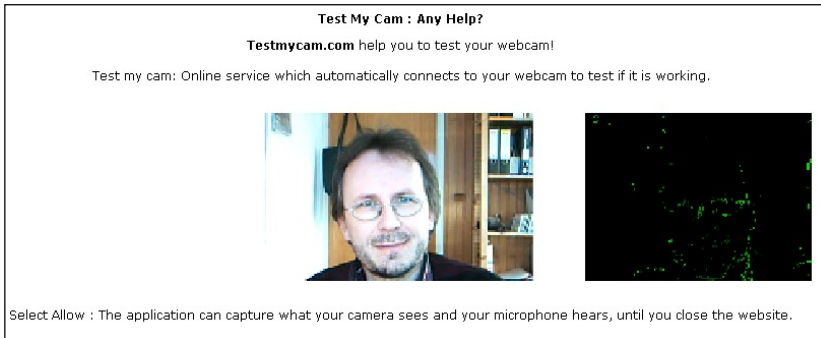 Test My Cam : Any Help?
Testmycam.com help you to test your webcam!
Test my cam: Online service which automatically connects to your webcam to test if it is working.
Select Allow : The application can capture what your camera sees and your microphone hears, until you close the website.